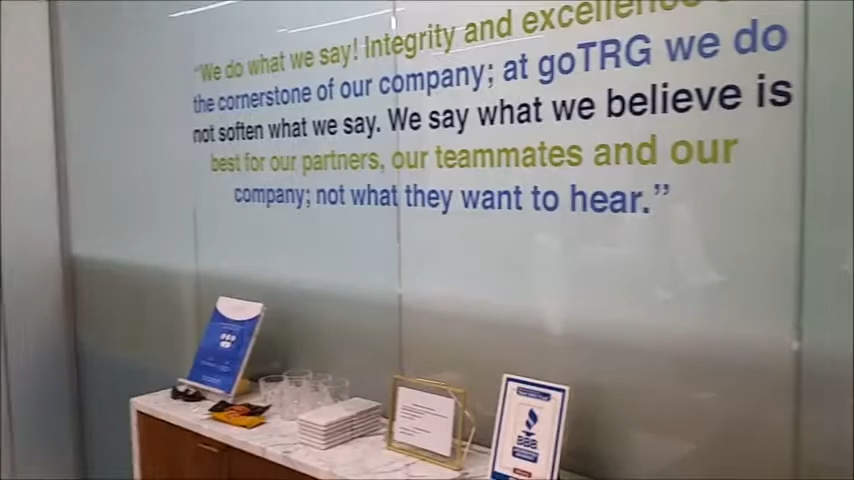 "We do what we say! Integrity and excellence
the cornerstone of our company; at goTRG we do
not soften what we say. We say what we believe is
best for our partners, our teammates and our
company; not what they want to hear."
BBB